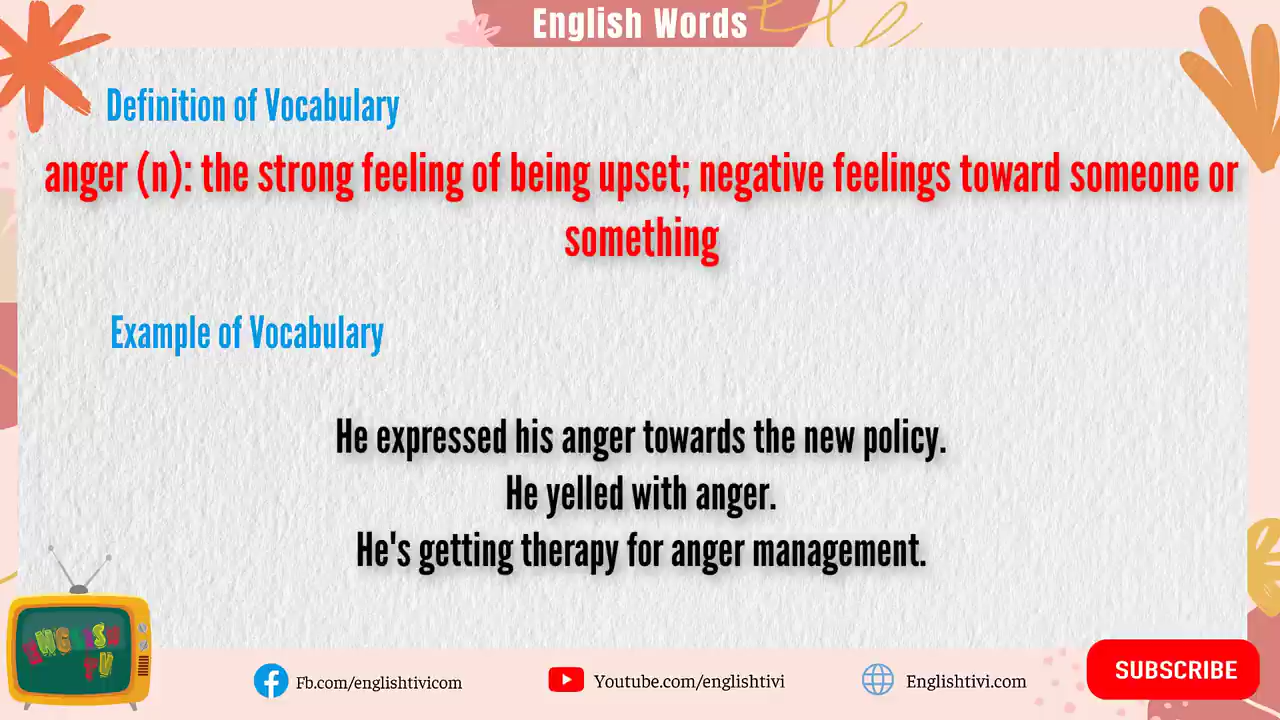 English Words
Definition of Vocabulary
anger (n): the strong feeling of being upset; negative feelings toward someone or
something
Example of Vocabulary
He expressed his anger towards the new policy.
He yelled with anger.
He's getting therapy for anger management.
ENGLISH
TV
Fb.com/englishtivicom
Youtube.com/englishtivi
Englishtivi.com
SUBSCRIBE